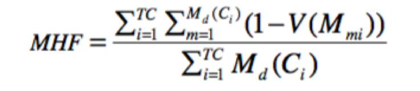 MHF = \frac{\sum_{i=1}^{TC} \sum_{m=1}^{M_d(C_i)} (1-V(M_{mi}))}{\sum_{i=1}^{TC} M_d(C_i)}